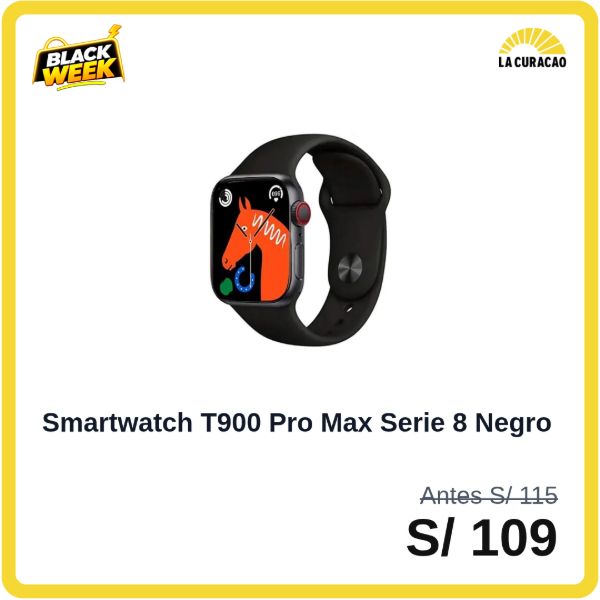 BLACK
WEEK
LA CURACAO
Smartwatch T900 Pro Max Serie 8 Negro
Antes S/ 115
S/ 109